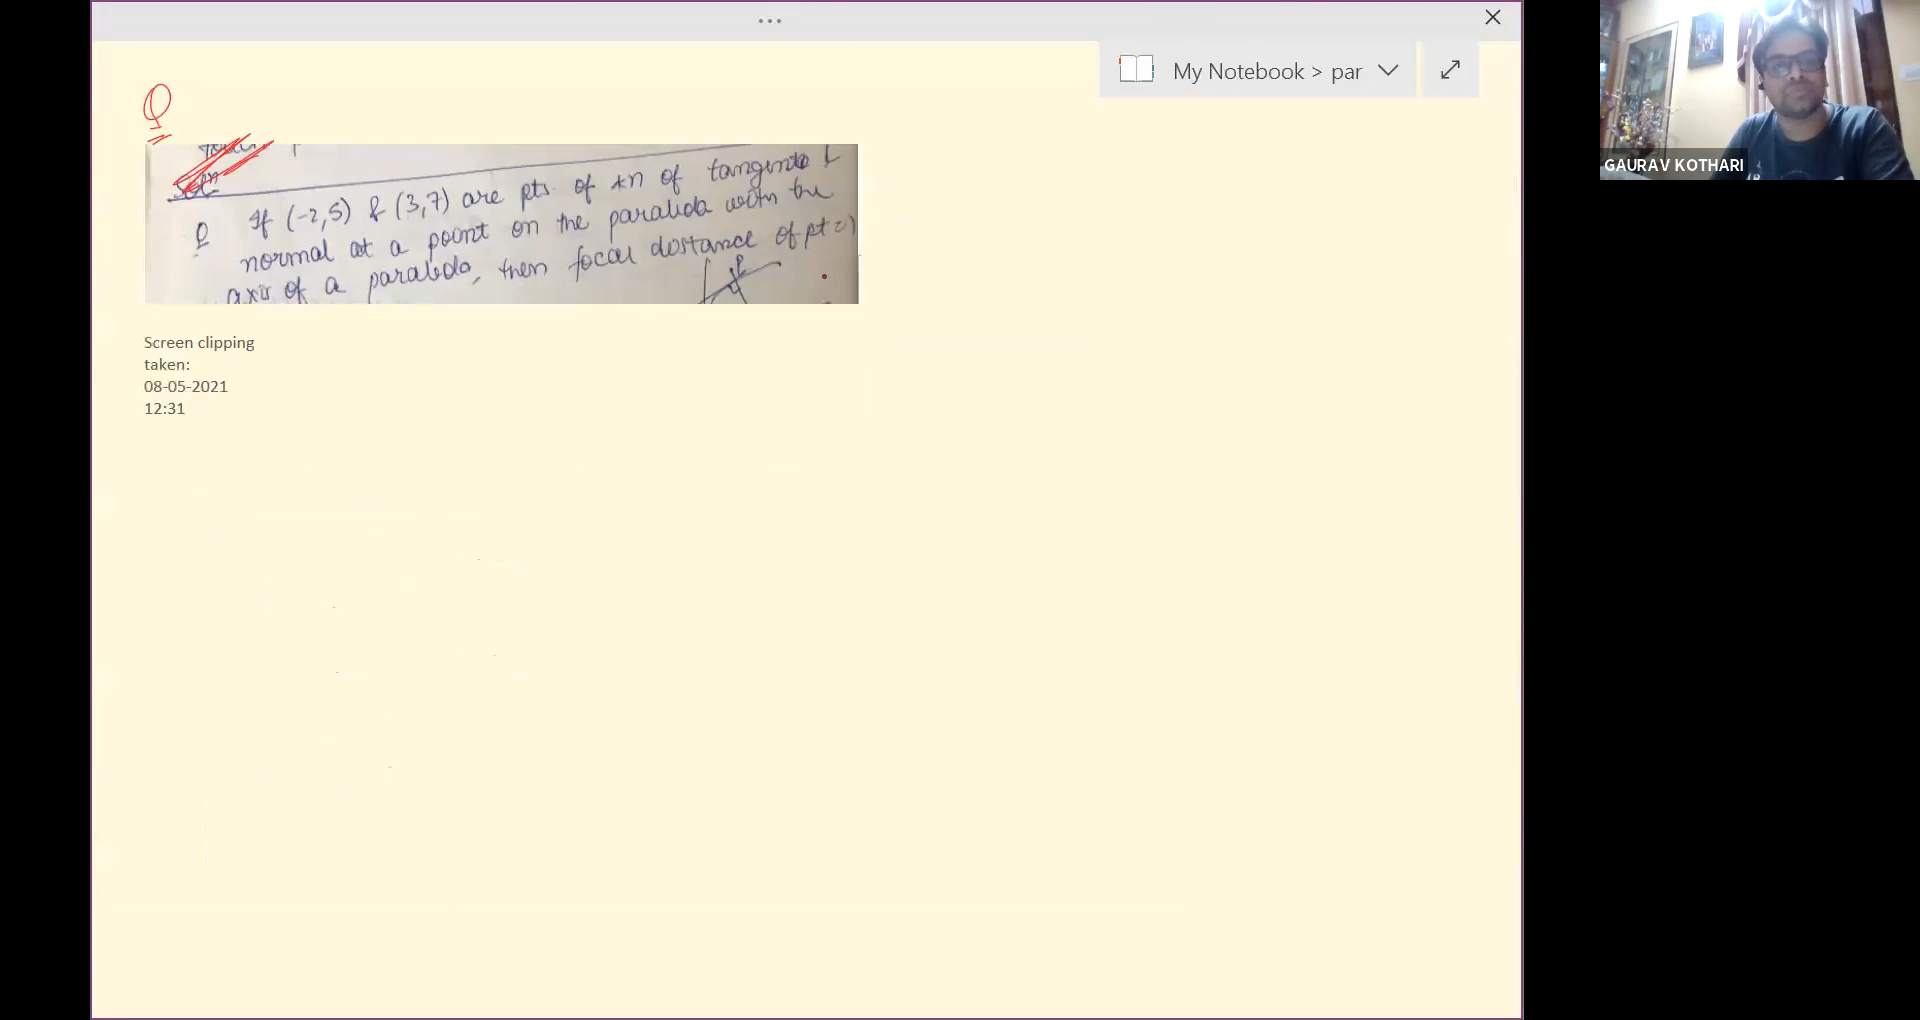 My Notebook > par
Q
Soln
Q If (-2,5) & (3,7) are pts. of xn of tangent &
normal at a point on the parabola with the
axis of a parabola, then focal distance of pt =)
P
Screen clipping
taken:
08-05-2021
12:31
GAURAV KOTHARI